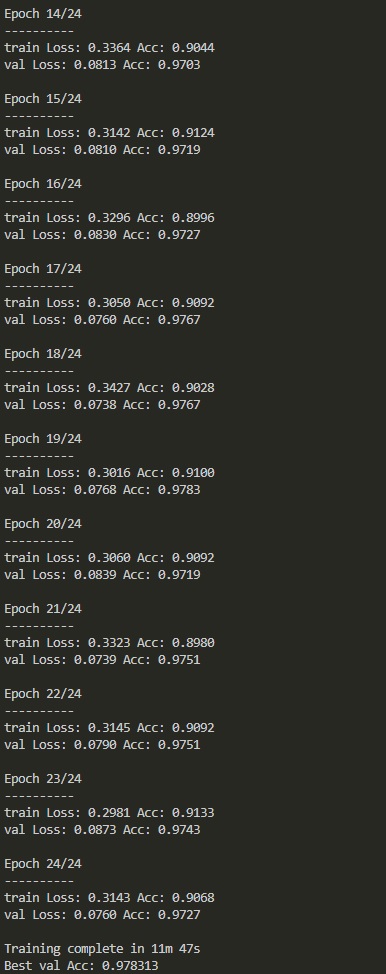 Epoch 14/24
----------
train Loss: 0.3364 Acc: 0.9044
val Loss: 0.0813 Acc: 0.9703
Epoch 15/24
----------
train Loss: 0.3142 Acc: 0.9124
val Loss: 0.0810 Acc: 0.9719
Epoch 16/24
----------
train Loss: 0.3296 Acc: 0.8996
val Loss: 0.0830 Acc: 0.9727
Epoch 17/24
----------
train Loss: 0.3050 Acc: 0.9092
val Loss: 0.0760 Acc: 0.9767
Epoch 18/24
----------
train Loss: 0.3427 Acc: 0.9028
val Loss: 0.0738 Acc: 0.9767
Epoch 19/24
----------
train Loss: 0.3016 Acc: 0.9100
val Loss: 0.0768 Acc: 0.9783
Epoch 20/24
----------
train Loss: 0.3060 Acc: 0.9092
val Loss: 0.0839 Acc: 0.9719
Epoch 21/24
----------
train Loss: 0.3323 Acc: 0.8980
val Loss: 0.0739 Acc: 0.9751
Epoch 22/24
----------
train Loss: 0.3145 Acc: 0.9092
val Loss: 0.0790 Acc: 0.9751
Epoch 23/24
----------
train Loss: 0.2981 Acc: 0.9133
val Loss: 0.0873 Acc: 0.9743
Epoch 24/24
----------
train Loss: 0.3143 Acc: 0.9068
val Loss: 0.0760 Acc: 0.9727
Training complete in 11m 47s
Best val Acc: 0.978313